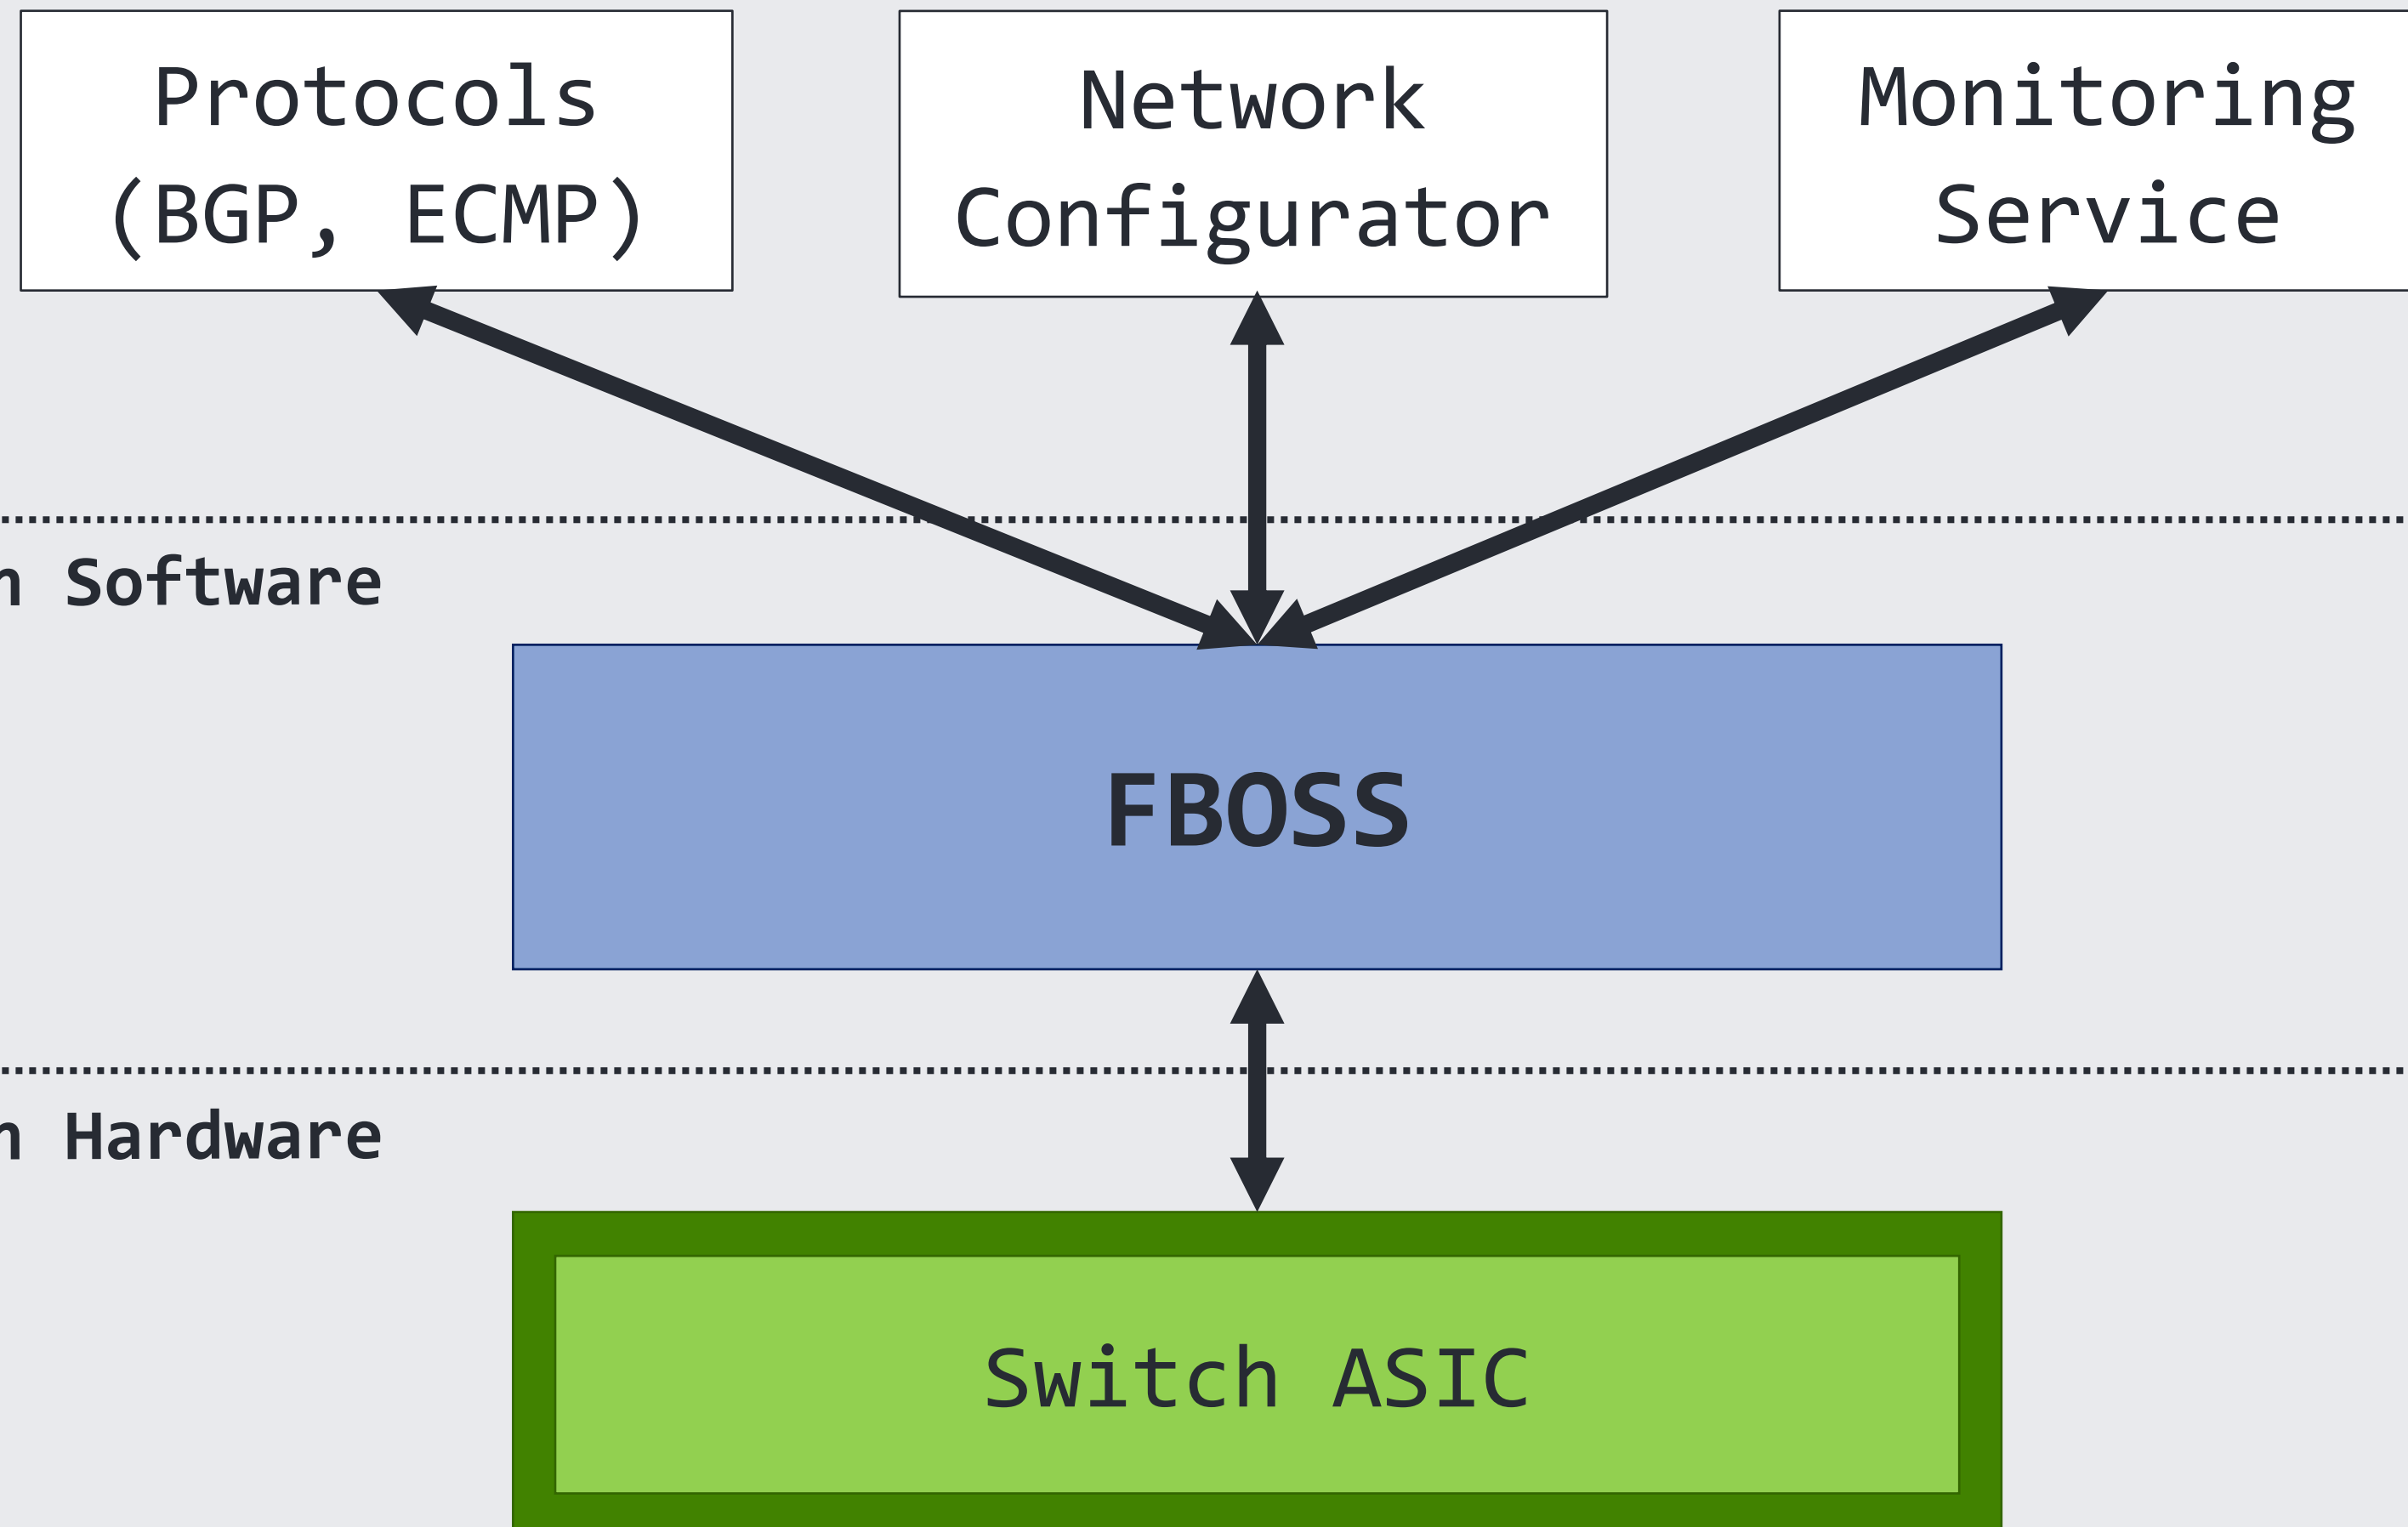 Protocols
(BGP, ECMP)
Network
Configurator
Monitoring
Service
Software
FBOSS
Hardware
Switch ASIC